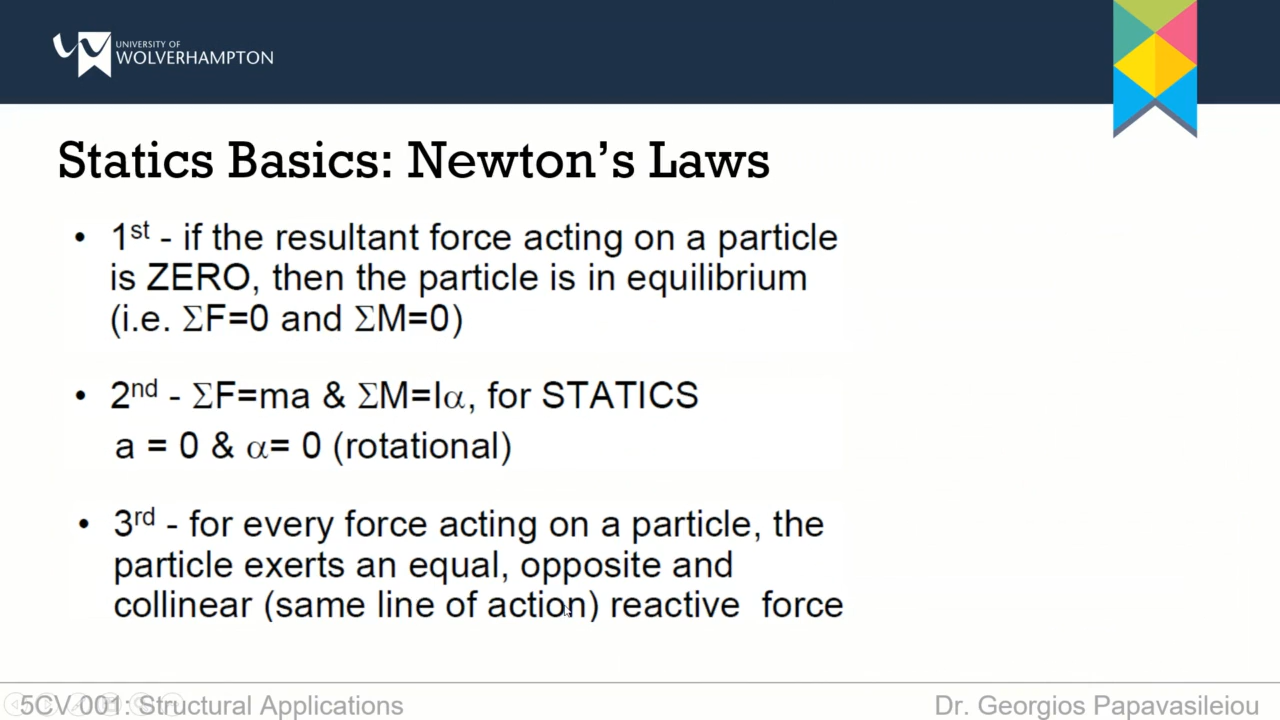 UNIVERSITY OF
WOLVERHAMPTON
Statics Basics: Newton’s Laws
• 1st - if the resultant force acting on a particle
is ZERO, then the particle is in equilibrium
(i.e. ΣF=0 and ΣM=0)
• 2nd - ΣF=ma & ΣM=Iα, for STATICS
a = 0 & α= 0 (rotational)
• 3rd - for every force acting on a particle, the
particle exerts an equal, opposite and
collinear (same line of action) reactive force
5CV 001: Structural Applications
Dr. Georgios Papavasileiou